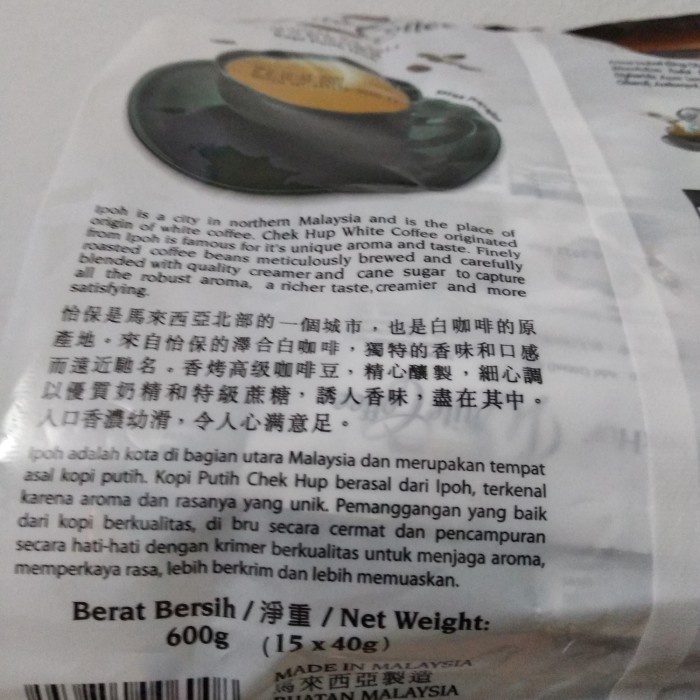 Coffee
Ipoh is a city in northern Malaysia and is the place of
origin of white coffee. Chek Hup White Coffee originated
from Ipoh is famous for it's unique aroma and taste. Finely
roasted coffee beans meticulously brewed and carefully
blended with quality creamer and cane sugar to capture
all the robust aroma, a richer taste, creamier and more
satisfying.
怡保是馬來西亞北部的一個城市，也是白咖啡的原
產地。來自怡保的澤合白咖啡，獨特的香味和口感
而遠近馳名。香烤高级咖啡豆，精心釀製，細心調
以優質奶精和特級蔗糖，誘人香味，盡在其中。
入口香濃幼滑，令人心满意足。
Ipoh adalah kota di bagian utara Malaysia dan merupakan tempat
asal kopi putih. Kopi Putih Chek Hup berasal dari Ipoh, terkenal
karena aroma dan rasanya yang unik. Pemanggangan yang baik
dari kopi berkualitas, di bru secara cermat dan pencampuran
secara hati-hati dengan krimer berkualitas untuk menjaga aroma,
memperkaya rasa, lebih berkrim dan lebih memuaskan.
Berat Bersih / 淨重 / Net Weight:
600g (15 x 40g)
MADE IN MALAYSIA
馬來西亞製造
BUATAN MALAYSIA